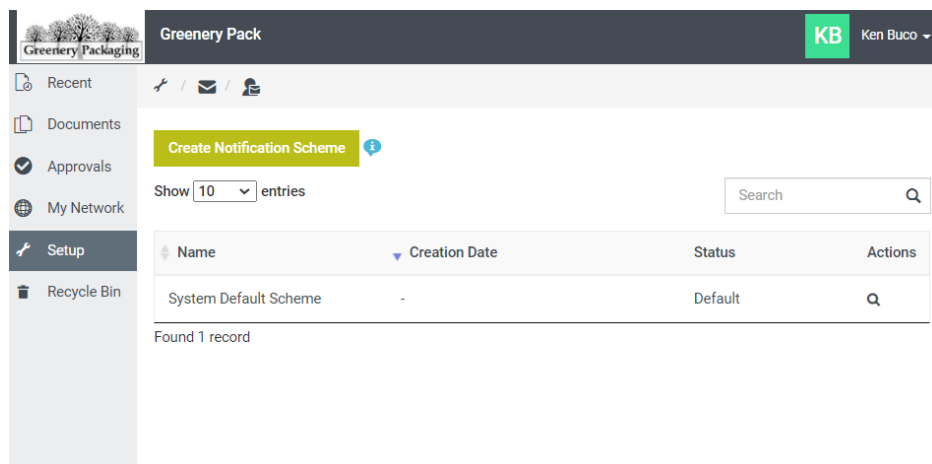 Greenery Packaging
Greenery Pack
KB
Ken Buco
Recent
Documents
Approvals
My Network
Setup
Recycle Bin
Create Notification Scheme
Show 10 entries
Search
Name Creation Date Status Actions
System Default Scheme - Default
Found 1 record